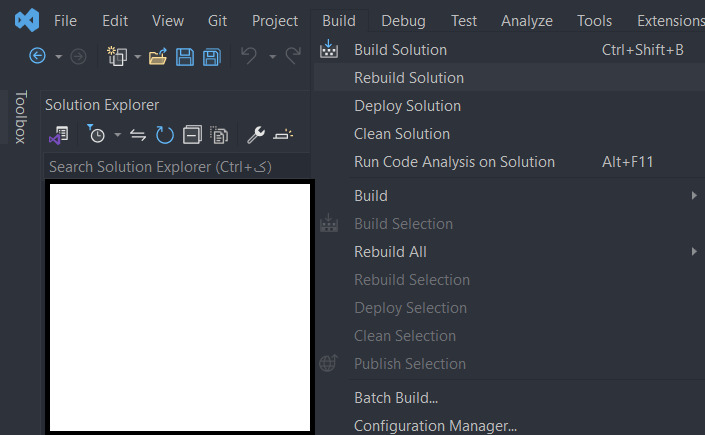 File Edit View Git Project Build Debug Test Analyze Tools Extensions
Build Solution Ctrl+Shift+B
Rebuild Solution
Deploy Solution
Clean Solution
Run Code Analysis on Solution Alt+F11
Build
Build Selection
Rebuild All
Rebuild Selection
Deploy Selection
Clean Selection
Publish Selection
Batch Build...
Configuration Manager...
Toolbox
Solution Explorer
Search Solution Explorer (Ctrl+ک)